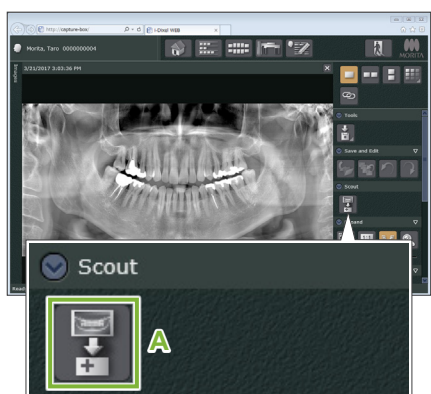 http://capture-box/
i-Dixel WEB
Morita, Taro 0000000004
MORITA
Images
3/21/2017 3:03:36 PM
Tools
Save and Edit
Scout
Scout
A